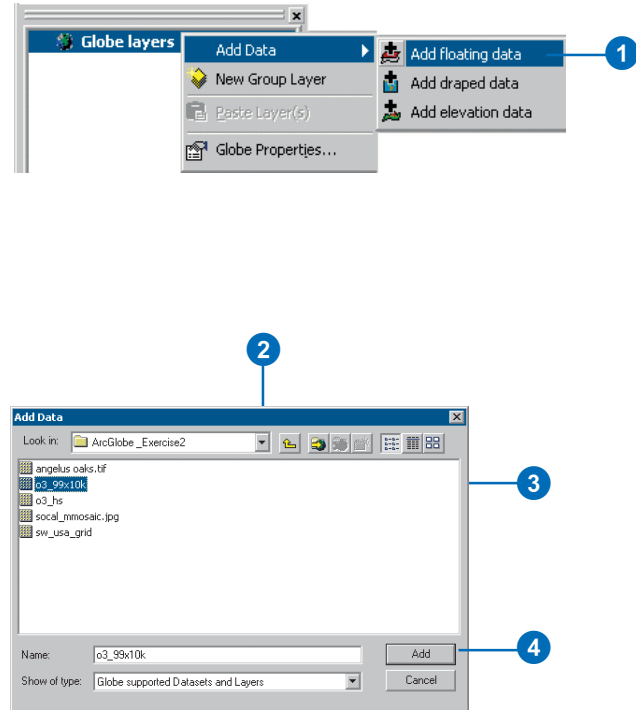 Globe layers
Add Data
New Group Layer
Paste Layer(s)
Globe Properties...
Add floating data
Add draped data
Add elevation data
1
2
Add Data
Look in: ArcGlobe _Exercise2
angelus oaks.tif
o3_99x10k
o3_hs
socal_mmosaic.jpg
sw_usa_grid
3
Name: o3_99x10k Add
4
Show of type: Globe supported Datasets and Layers Cancel